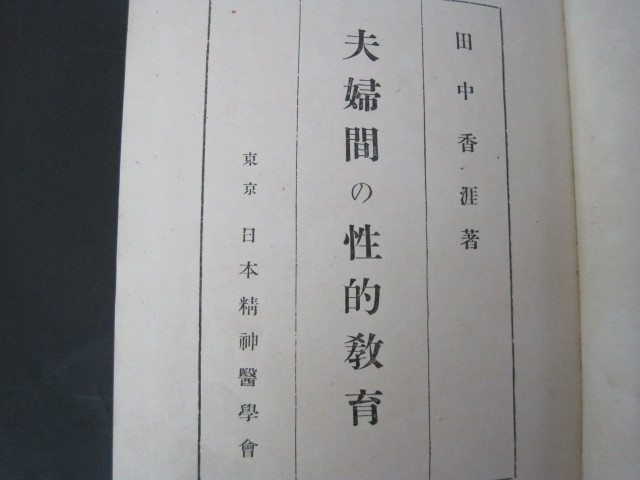 田中香涯著
夫婦間の性的教育
東京 日本精神醫學會